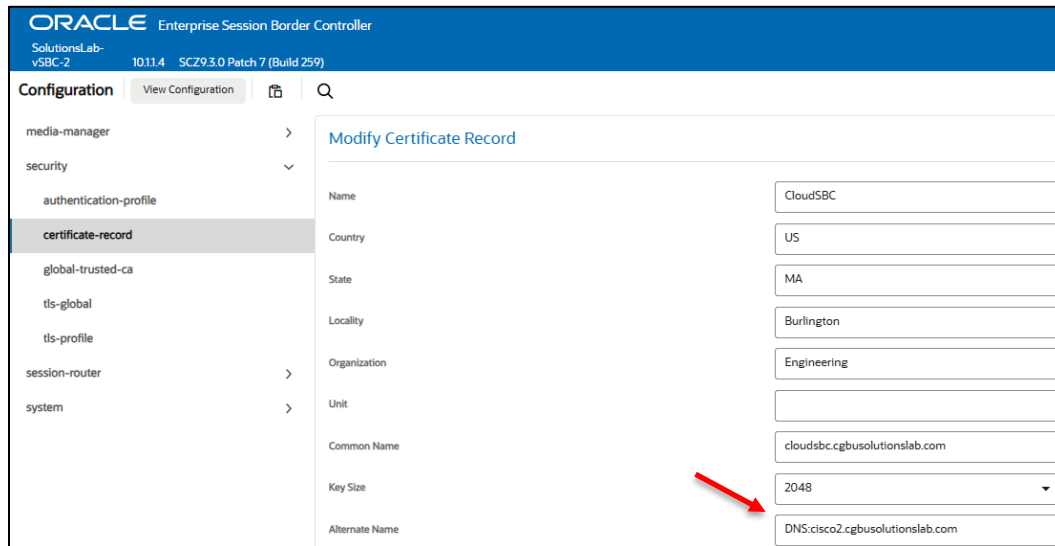 ORACLE Enterprise Session Border Controller
SolutionsLab-
vSBC-2 10.1.1.4 SCZ9.3.0 Patch 7 (Build 259)
Configuration View Configuration
media-manager
security
authentication-profile
certificate-record
global-trusted-ca
tls-global
tls-profile
session-router
system
Modify Certificate Record
Name CloudSBC
Country US
State MA
Locality Burlington
Organization Engineering
Unit
Common Name cloudsbc.cgbusolutionslab.com
Key Size 2048
Alternate Name DNS:cisco2.cgbusolutionslab.com